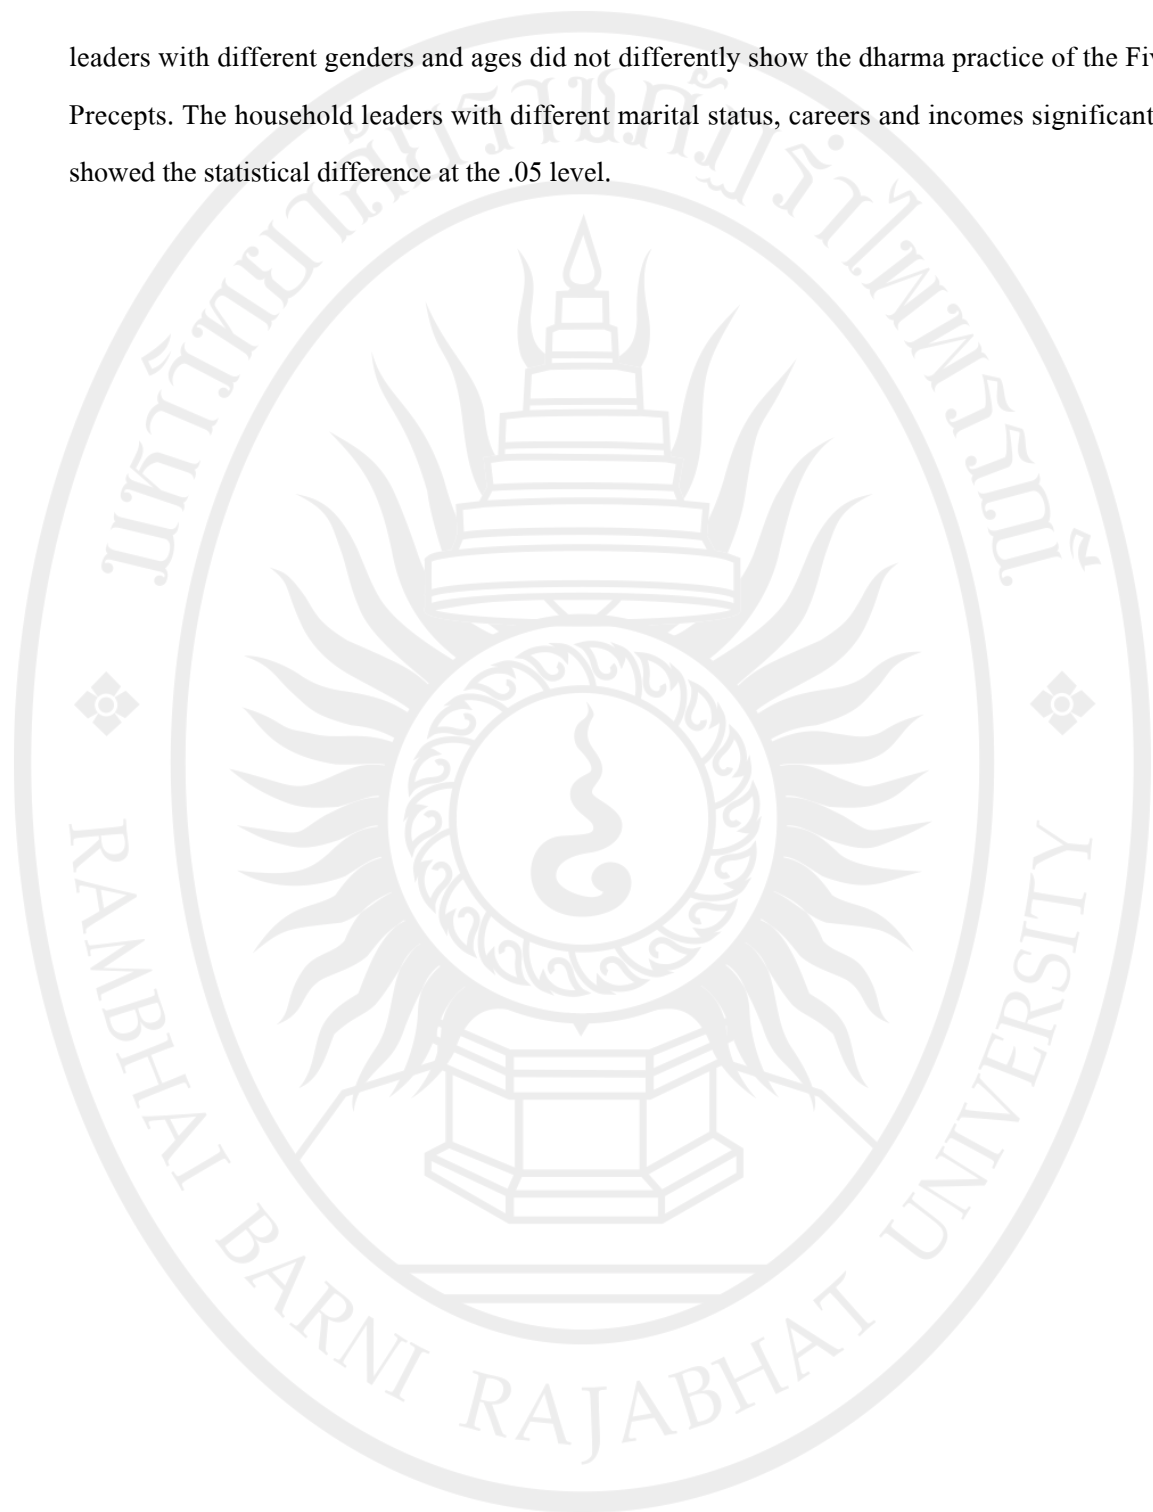 leaders with different genders and ages did not differently show the dharma practice of the Fiv
Precepts. The household leaders with different marital status, careers and incomes significant
showed the statistical difference at the .05 level.
มหาวิทยาลัยราชภัฏรำไพพรรณี
RAMBHAI BARNI RAJABHAT UNIVERSITY